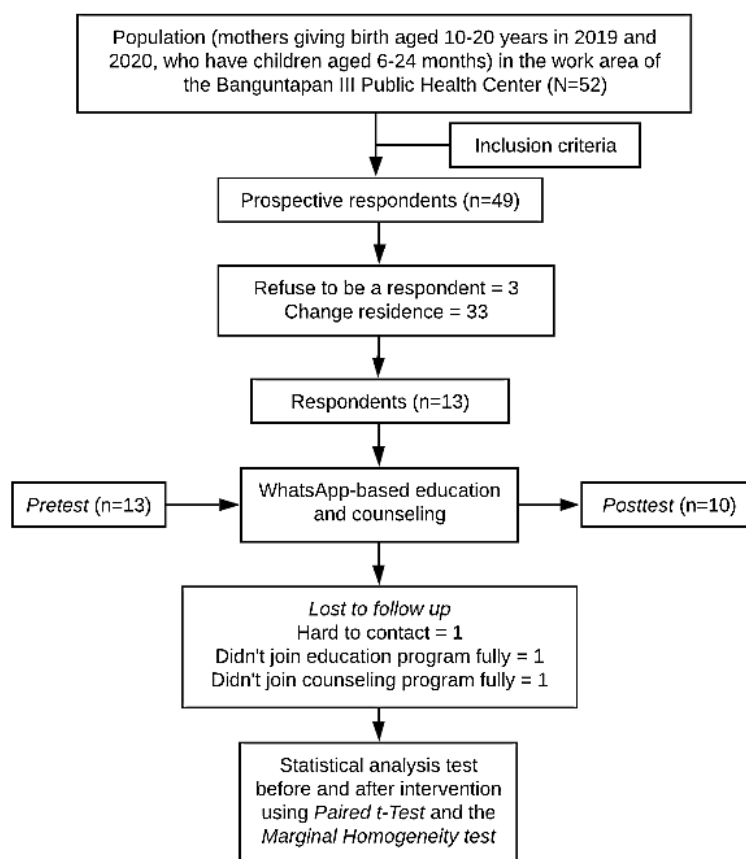 Population (mothers giving birth aged 10-20 years in 2019 and
2020, who have children aged 6-24 months) in the work area of
the Banguntapan III Public Health Center (N=52)
Inclusion criteria
Prospective respondents (n=49)
Refuse to be a respondent = 3
Change residence = 33
Respondents (n=13)
Pretest (n=13)
WhatsApp-based education
and counseling
Posttest (n=10)
Lost to follow up
Hard to contact = 1
Didn't join education program fully = 1
Didn't join counseling program fully = 1
Statistical analysis test
before and after intervention
using Paired t-Test and the
Marginal Homogeneity test